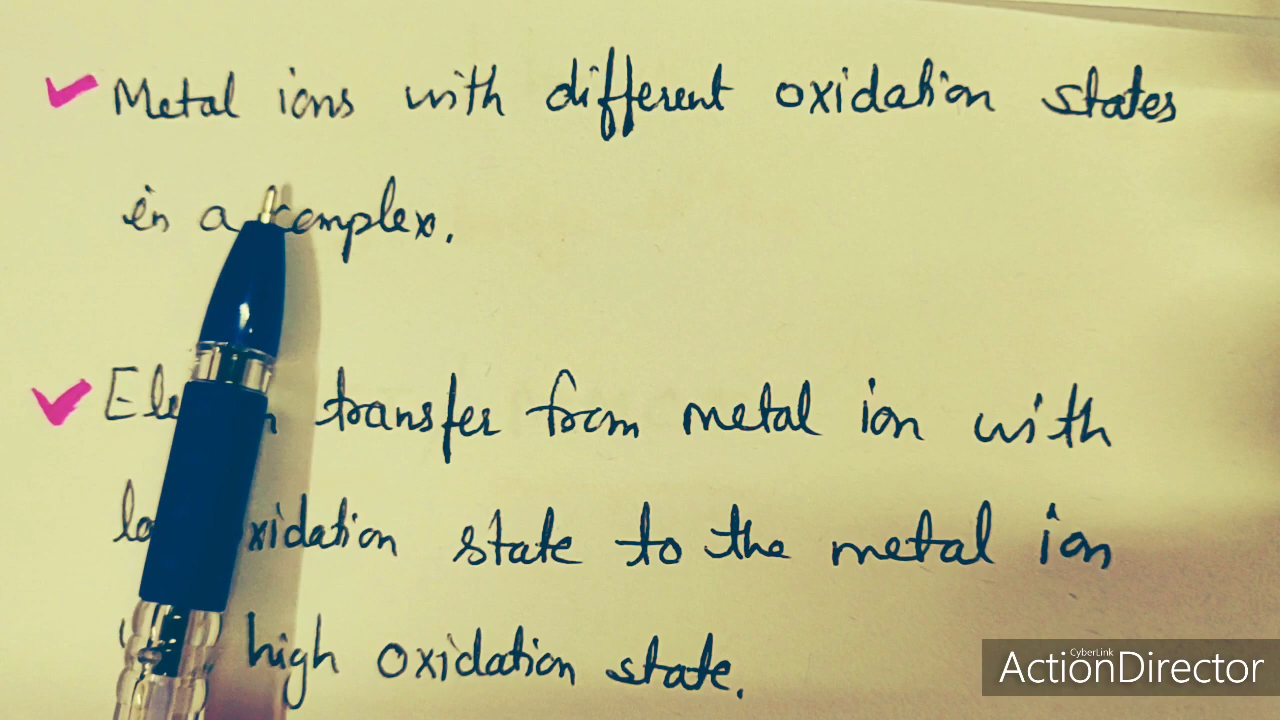 Metal ions with different oxidation states
in a complex.
transfer from metal ion with
state to the metal ion
high oxidation state.
CyberLink
ActionDirector